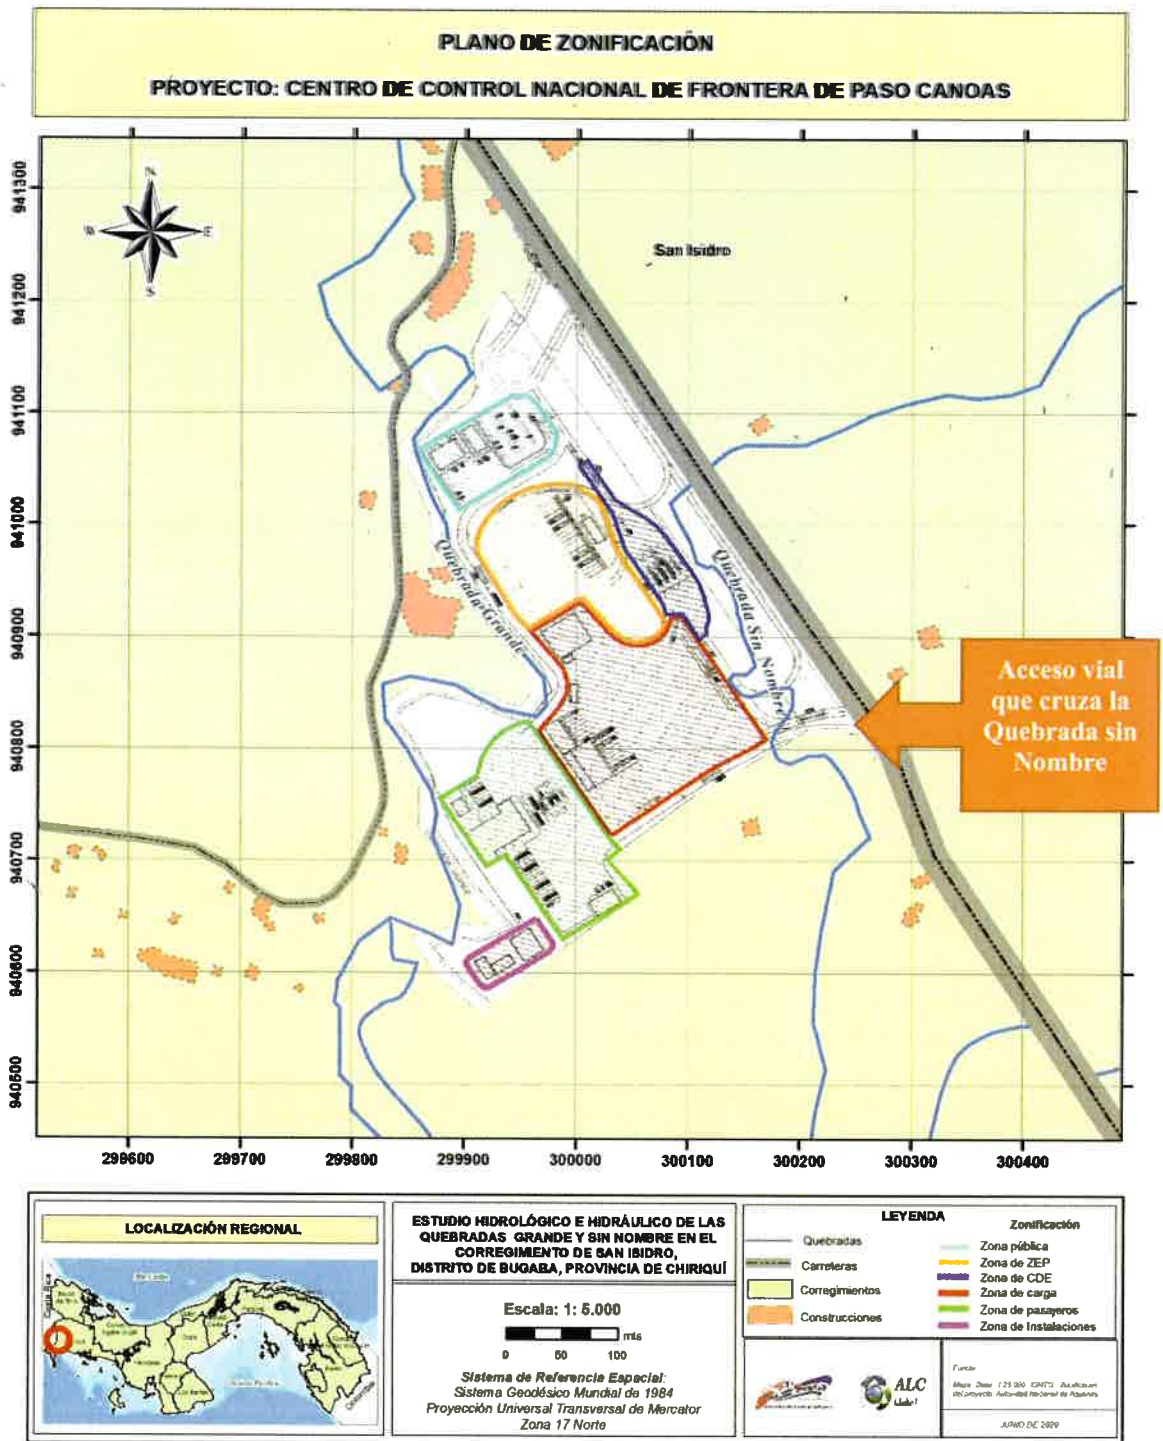 PLANO DE ZONIFICACIÓN
PROYECTO: CENTRO DE CONTROL NACIONAL DE FRONTERA DE PASO CANOAS
941300
941200
941100
941000
940900
940800
940700
940600
940500
N
E
S
San Isidro
Quebrada Grande
Quebrada Sin Nombre
Acceso vial
que cruza la
Quebrada sin
Nombre
299600
299700
299800
299900
300000
300100
300200
300300
300400
LOCALIZACIÓN REGIONAL
Costa Rica
ESTUDIO HIDROLÓGICO E HIDRÁULICO DE LAS
QUEBRADAS GRANDE Y SIN NOMBRE EN EL
CORREGIMIENTO DE SAN ISIDRO,
DISTRITO DE BUGABA, PROVINCIA DE CHIRIQUÍ
Escala: 1: 5.000
mts
0 50 100
Sistema de Referencia Espacial:
Sistema Geodésico Mundial de 1984
Proyección Universal Transversal de Mercator
Zona 17 Norte
LEYENDA
Quebradas
Carreteras
Corregimientos
Construcciones
Zonificación
Zona pública
Zona de ZEP
Zona de CDE
Zona de carga
Zona de pasajeros
Zona de Instalaciones
ALC
Fuente
JUNIO DE 2020